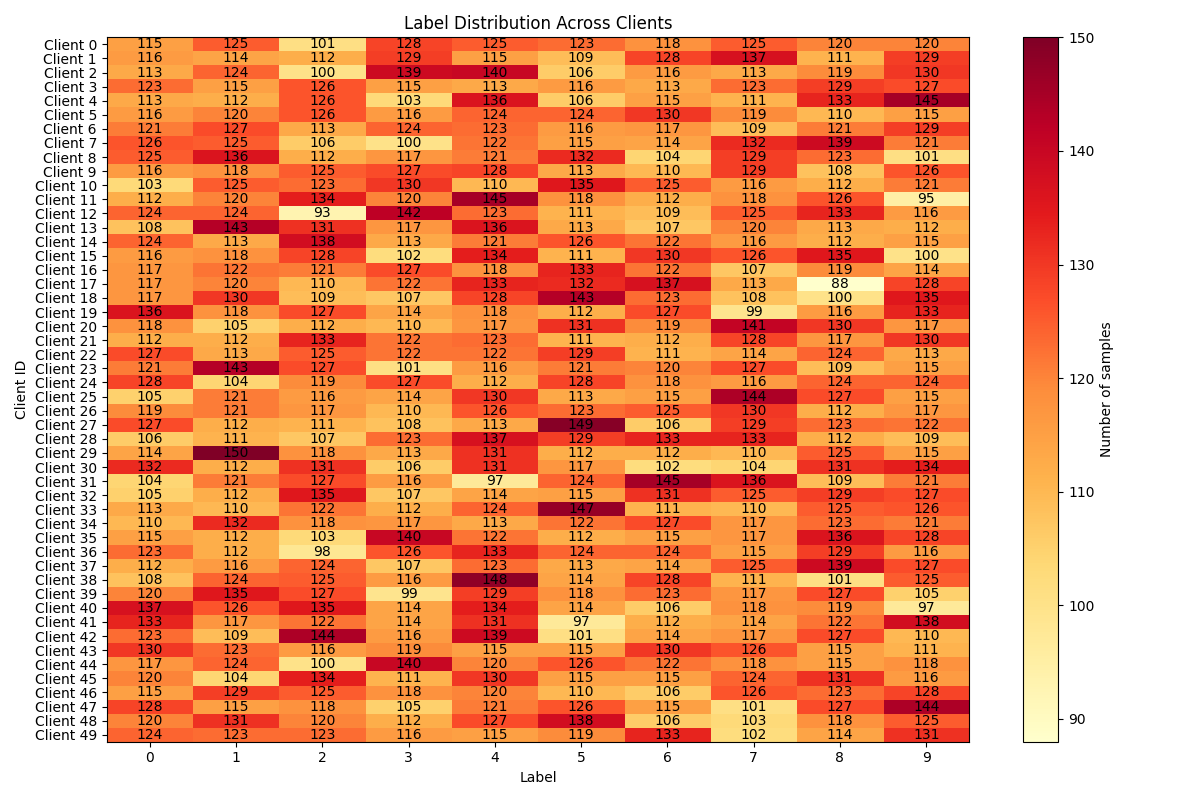 Label Distribution Across Clients
Client 0 115 125 101 128 125 123 118 125 120 120
Client 1 116 114 112 129 115 109 128 137 111 129
Client 2 113 124 100 139 140 106 116 113 119 130
Client 3 123 115 126 115 113 116 113 123 129 127
Client 4 113 112 126 103 136 106 115 111 133 145
Client 5 116 120 126 116 124 124 130 119 110 115
Client 6 121 127 113 124 123 116 117 109 121 129
Client 7 126 125 106 100 122 115 114 132 139 121
Client 8 125 136 112 117 121 132 104 129 123 101
Client 9 116 118 125 127 128 113 110 129 108 126
Client 10 103 125 123 130 110 135 125 116 112 121
Client 11 112 120 134 120 145 118 112 118 126 95
Client 12 124 124 93 142 123 111 109 125 133 116
Client 13 108 143 131 117 136 113 107 120 113 112
Client 14 124 113 138 113 121 126 122 116 112 115
Client 15 116 118 128 102 134 111 130 126 135 100
Client 16 117 122 121 127 118 133 122 107 119 114
Client 17 117 120 110 122 133 132 137 113 88 128
Client 18 117 130 109 107 128 143 123 108 100 135
Client 19 136 118 127 114 118 112 127 99 116 133
Client 20 118 105 112 110 117 131 119 141 130 117
Client 21 112 112 133 122 123 111 112 128 117 130
Client 22 127 113 125 122 122 129 111 114 124 113
Client 23 121 143 127 101 116 121 120 127 109 115
Client 24 128 104 119 127 112 128 118 116 124 124
Client 25 105 121 116 114 130 113 115 144 127 115
Client 26 119 121 117 110 126 123 125 130 112 117
Client 27 127 112 111 108 113 149 106 129 123 122
Client 28 106 111 107 123 137 129 133 133 112 109
Client 29 114 150 118 113 131 112 112 110 125 115
Client 30 132 112 131 106 131 117 102 104 131 134
Client 31 104 121 127 116 97 124 145 136 109 121
Client 32 105 112 135 107 114 115 131 125 129 127
Client 33 113 110 122 112 124 147 111 110 125 126
Client 34 110 132 118 117 113 122 127 117 123 121
Client 35 115 112 103 140 122 112 115 117 136 128
Client 36 123 112 98 126 133 124 124 115 129 116
Client 37 112 116 124 107 123 113 114 125 139 127
Client 38 108 124 125 116 148 114 128 111 101 125
Client 39 120 135 127 99 129 118 123 117 127 105
Client 40 137 126 135 114 134 114 106 118 119 97
Client 41 133 117 122 114 131 97 112 114 122 138
Client 42 123 109 144 116 139 101 114 117 127 110
Client 43 130 123 116 119 115 115 130 126 115 111
Client 44 117 124 100 140 120 126 122 118 115 118
Client 45 120 104 134 111 130 115 115 124 131 116
Client 46 115 129 125 118 120 110 106 126 123 128
Client 47 128 115 118 105 121 126 115 101 127 144
Client 48 120 131 120 112 127 138 106 103 118 125
Client 49 124 123 123 116 115 119 133 102 114 131
0 1 2 3 4 5 6 7 8 9
Label
Client ID
150
140
130
120
110
100
90
Number of samples